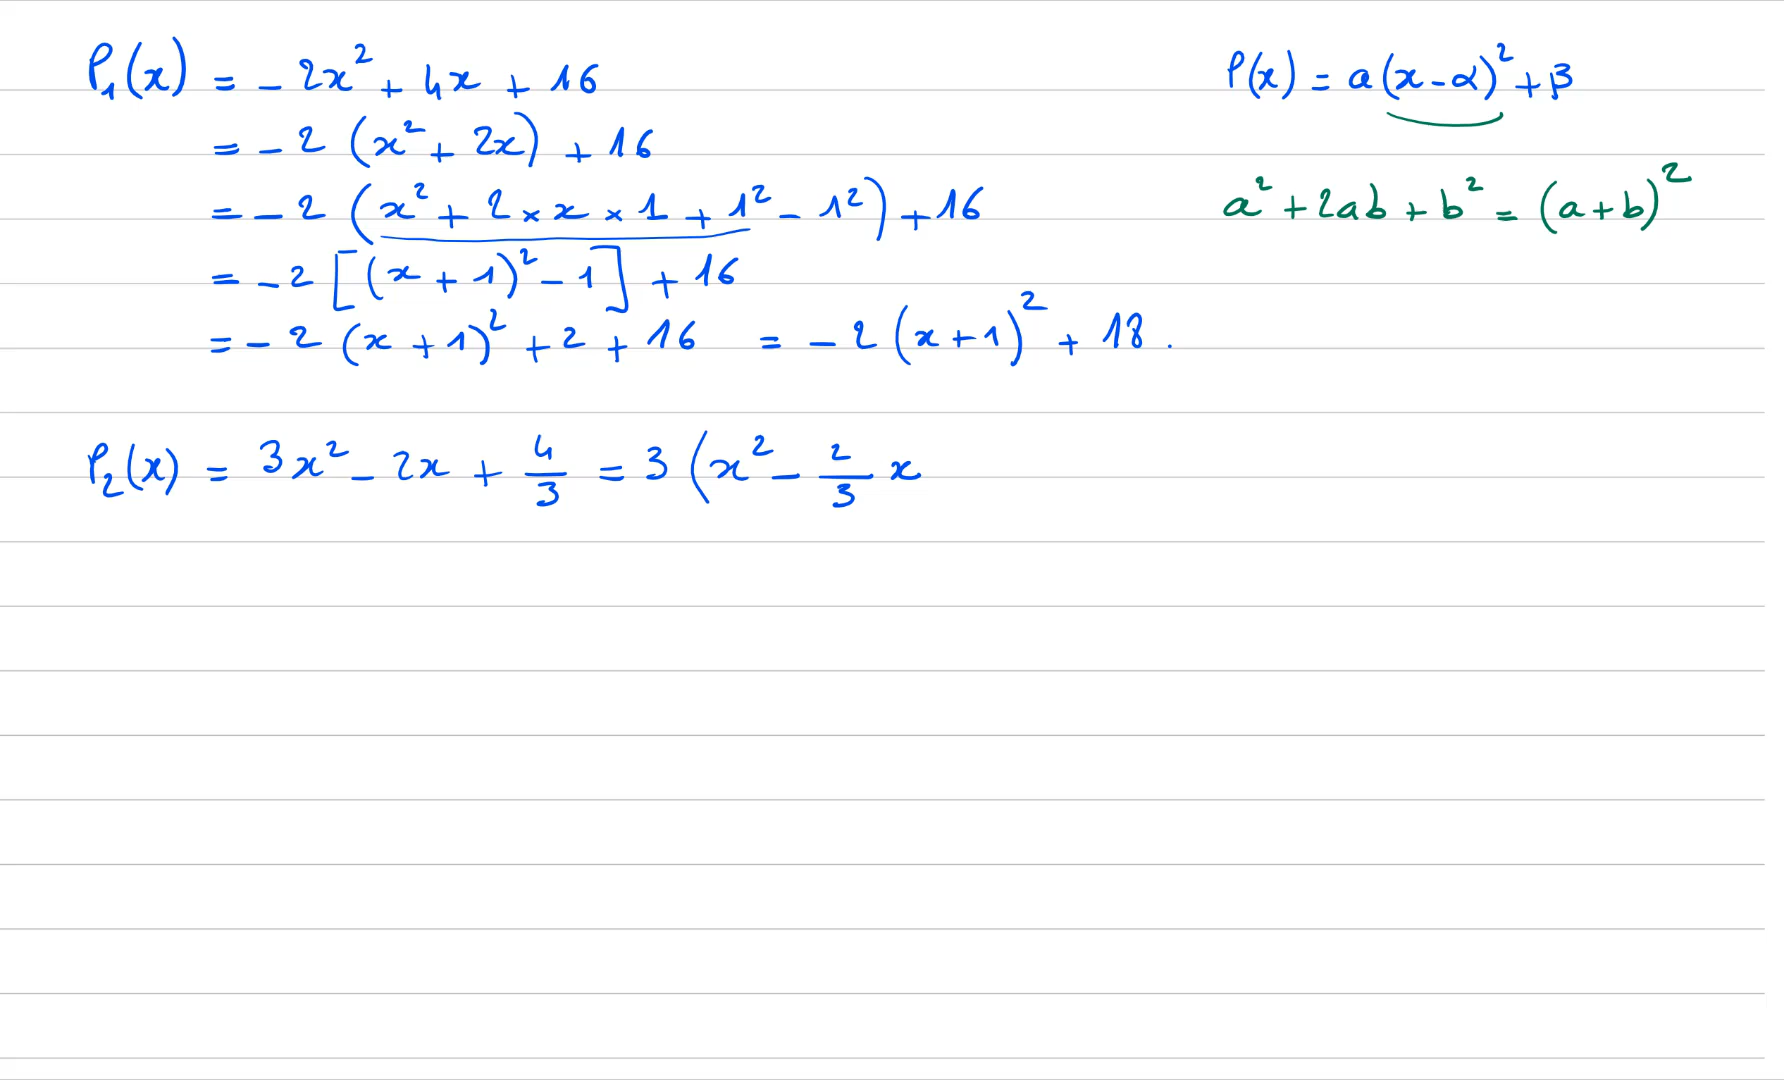 P₁(x) = - 2x² + 4x + 16
P(x) = a(x - α)² + β
= - 2 (x² + 2x) + 16
= - 2 (x² + 2 × x × 1 + 1² - 1²) + 16
a² + 2ab + b² = (a + b)²
= - 2 [(x + 1)² - 1] + 16
= - 2 (x + 1)² + 2 + 16 = - 2 (x + 1)² + 18 .
P₂(x) = 3x² - 2x + 4/3 = 3 (x² - 2/3 x